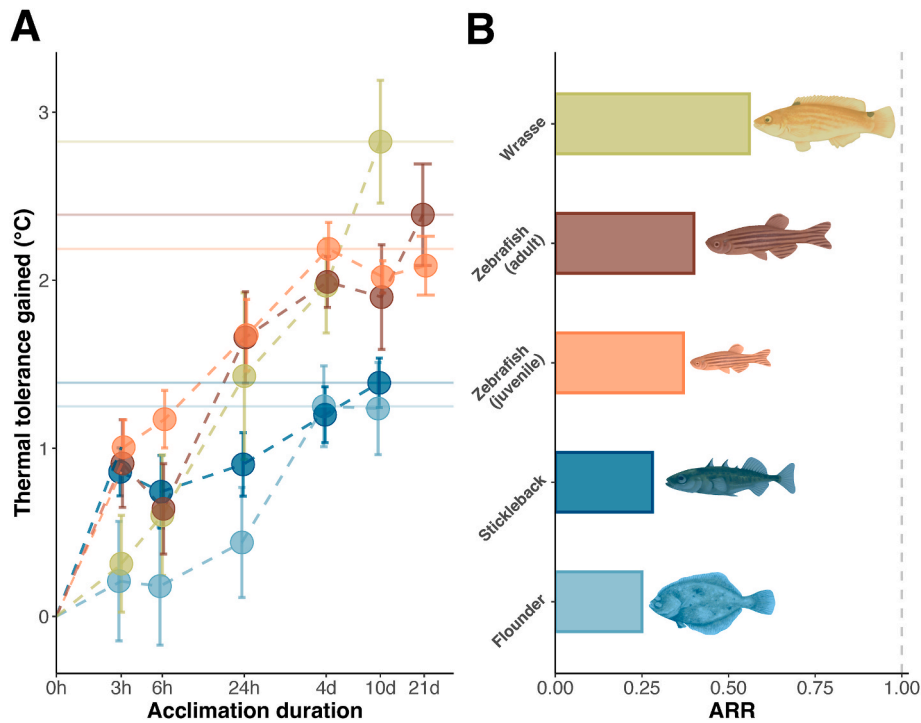 A
B
Thermal tolerance gained (°C)
3
2
1
0
0h 3h 6h 24h 4d 10d 21d
Acclimation duration
Wrasse
Zebrafish
(adult)
Zebrafish
(juvenile)
Stickleback
Flounder
0.00 0.25 0.50 0.75 1.00
ARR